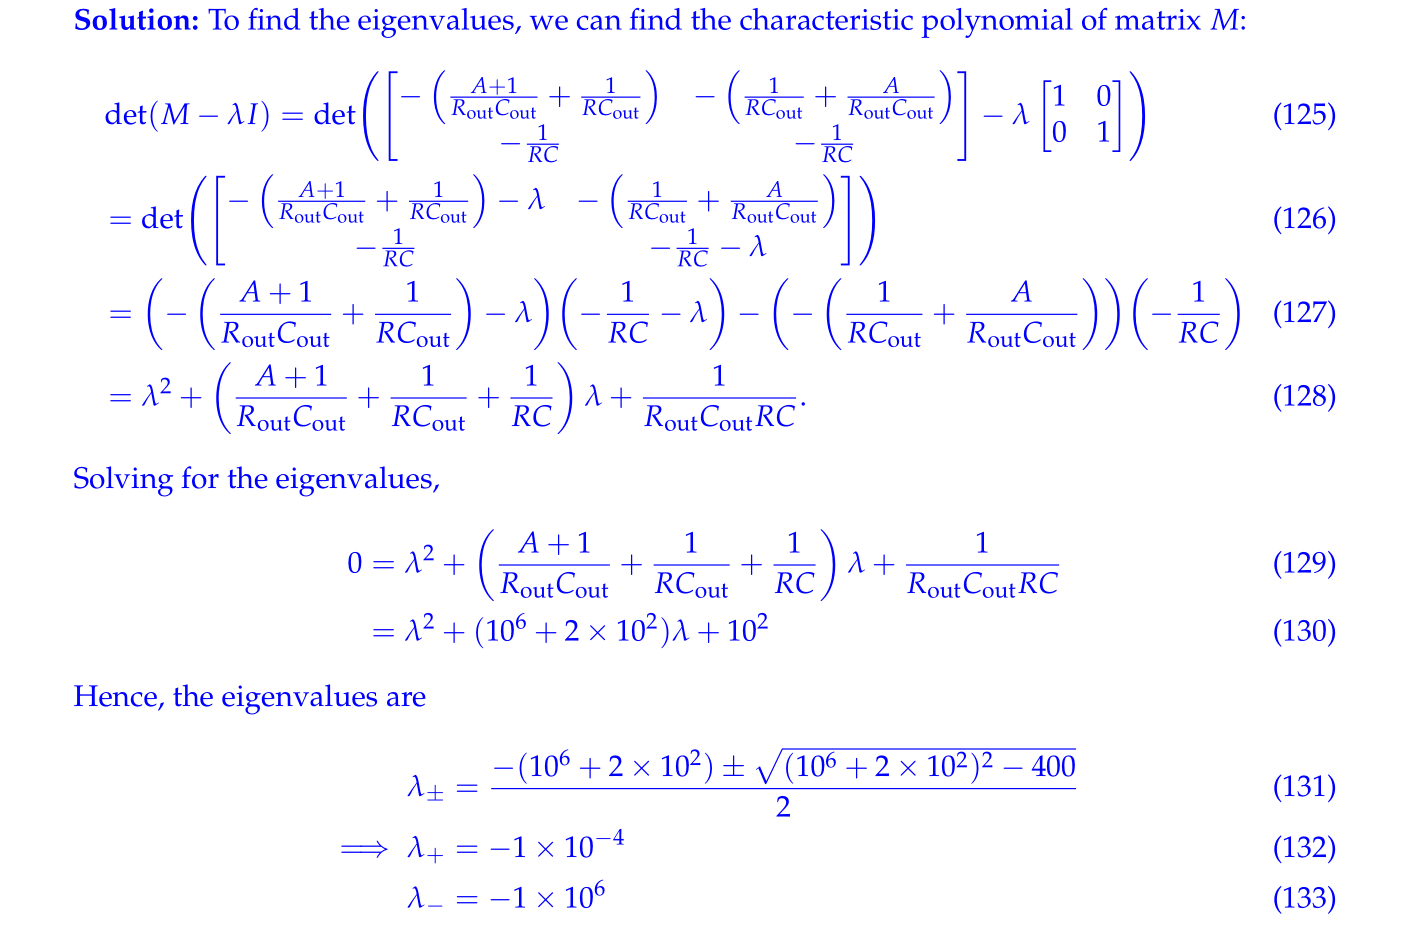 Solution: To find the eigenvalues, we can find the characteristic polynomial of matrix $M$:
$\det(M - \lambda I) = \det\left(\begin{bmatrix} -\left(\frac{A+1}{R_{\text{out}}C_{\text{out}}} + \frac{1}{RC_{\text{out}}}\right) & -\left(\frac{1}{RC_{\text{out}}} + \frac{A}{R_{\text{out}}C_{\text{out}}}\right) \\ -\frac{1}{RC} & -\frac{1}{RC} \end{bmatrix} - \lambda \begin{bmatrix} 1 & 0 \\ 0 & 1 \end{bmatrix}\right)$ (125)
$= \det\left(\begin{bmatrix} -\left(\frac{A+1}{R_{\text{out}}C_{\text{out}}} + \frac{1}{RC_{\text{out}}}\right) - \lambda & -\left(\frac{1}{RC_{\text{out}}} + \frac{A}{R_{\text{out}}C_{\text{out}}}\right) \\ -\frac{1}{RC} & -\frac{1}{RC} - \lambda \end{bmatrix}\right)$ (126)
$= \left(-\left(\frac{A+1}{R_{\text{out}}C_{\text{out}}} + \frac{1}{RC_{\text{out}}}\right) - \lambda\right)\left(-\frac{1}{RC} - \lambda\right) - \left(-\left(\frac{1}{RC_{\text{out}}} + \frac{A}{R_{\text{out}}C_{\text{out}}}\right)\right)\left(-\frac{1}{RC}\right)$ (127)
$= \lambda^2 + \left(\frac{A+1}{R_{\text{out}}C_{\text{out}}} + \frac{1}{RC_{\text{out}}} + \frac{1}{RC}\right)\lambda + \frac{1}{R_{\text{out}}C_{\text{out}}RC}.$ (128)
Solving for the eigenvalues,
$0 = \lambda^2 + \left(\frac{A+1}{R_{\text{out}}C_{\text{out}}} + \frac{1}{RC_{\text{out}}} + \frac{1}{RC}\right)\lambda + \frac{1}{R_{\text{out}}C_{\text{out}}RC}$ (129)
$= \lambda^2 + (10^6 + 2 \times 10^2)\lambda + 10^2$ (130)
Hence, the eigenvalues are
$\lambda_{\pm} = \frac{-(10^6 + 2 \times 10^2) \pm \sqrt{(10^6 + 2 \times 10^2)^2 - 400}}{2}$ (131)
$\implies \lambda_{+} = -1 \times 10^{-4}$ (132)
$\lambda_{-} = -1 \times 10^6$ (133)